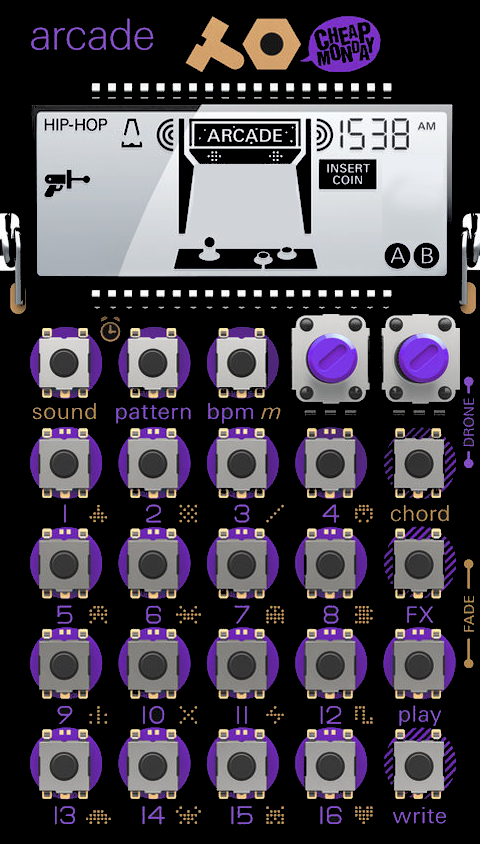 arcade
CHEAP
MONDAY
HIP-HOP
ARCADE
1538 AM
INSERT
COIN
A B
sound pattern bpm m
DRONE
1 2 3 4 chord
5 6 7 8 FX
FADE
9 10 11 12 play
13 14 15 16 write